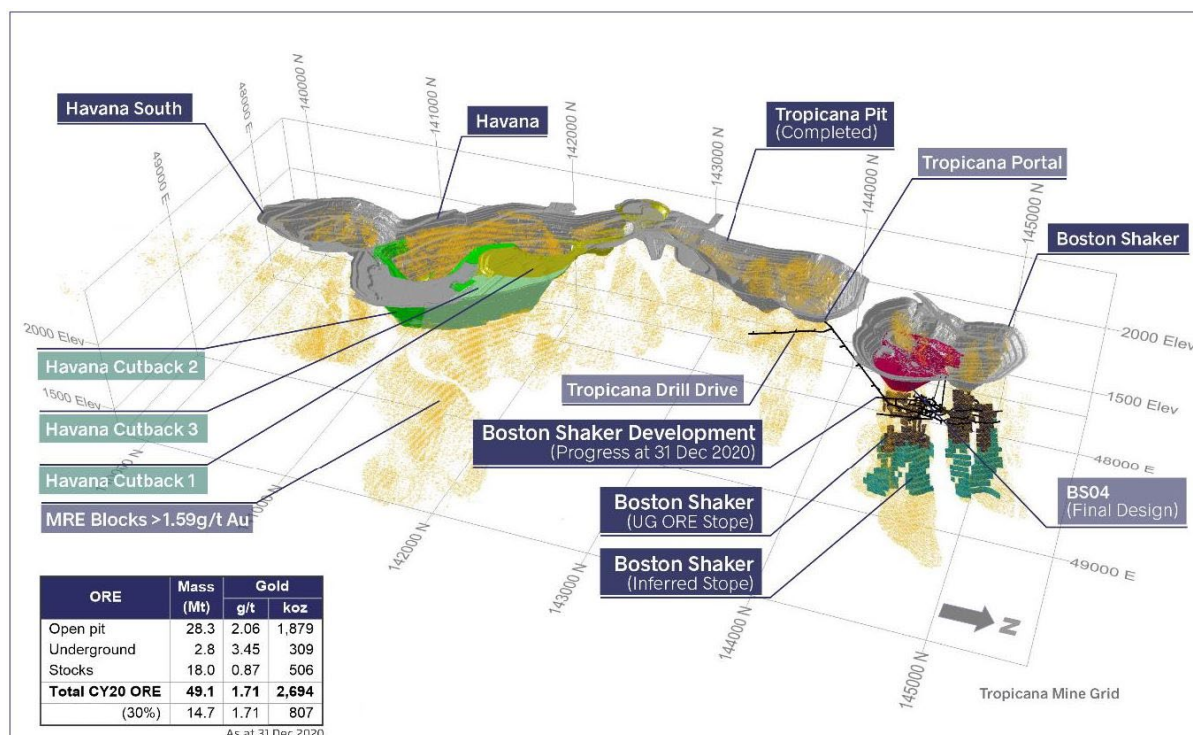 140000 N
48000 E
49000 E
141000 N
142000 N
143000 N
144000 N
145000 N
Havana South
Havana
Tropicana Pit
(Completed)
Tropicana Portal
Boston Shaker
2000 Elev
1500 Elev
2000 Elev
1500 Elev
48000 E
49000 E
Havana Cutback 2
Havana Cutback 3
Havana Cutback 1
MRE Blocks >1.59g/t Au
Tropicana Drill Drive
Boston Shaker Development
(Progress at 31 Dec 2020)
Boston Shaker
(UG ORE Stope)
Boston Shaker
(Inferred Stope)
BS04
(Final Design)
142000 N
143000 N
144000 N
145000 N
N
Tropicana Mine Grid
ORE Mass (Mt) Gold
g/t koz
Open pit 28.3 2.06 1,879
Underground 2.8 3.45 309
Stocks 18.0 0.87 506
Total CY20 ORE 49.1 1.71 2,694
(30%) 14.7 1.71 807
As at 31 Dec 2020